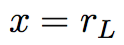 x = r_L